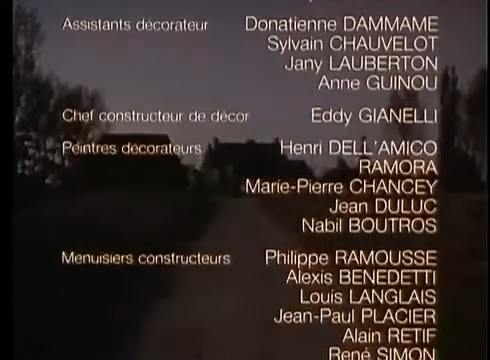 Assistants décorateur Donatienne DAMMAME
Sylvain CHAUVELOT
Jany LAUBERTON
Anne GUINOU
Chef constructeur de décor Eddy GIANELLI
Peintres décorateurs Henri DELL'AMICO
RAMORA
Marie-Pierre CHANCEY
Jean DULUC
Nabil BOUTROS
Menuisiers constructeurs Philippe RAMOUSSE
Alexis BENEDETTI
Louis LANGLAIS
Jean-Paul PLACIER
Alain RETIF
René SIMON